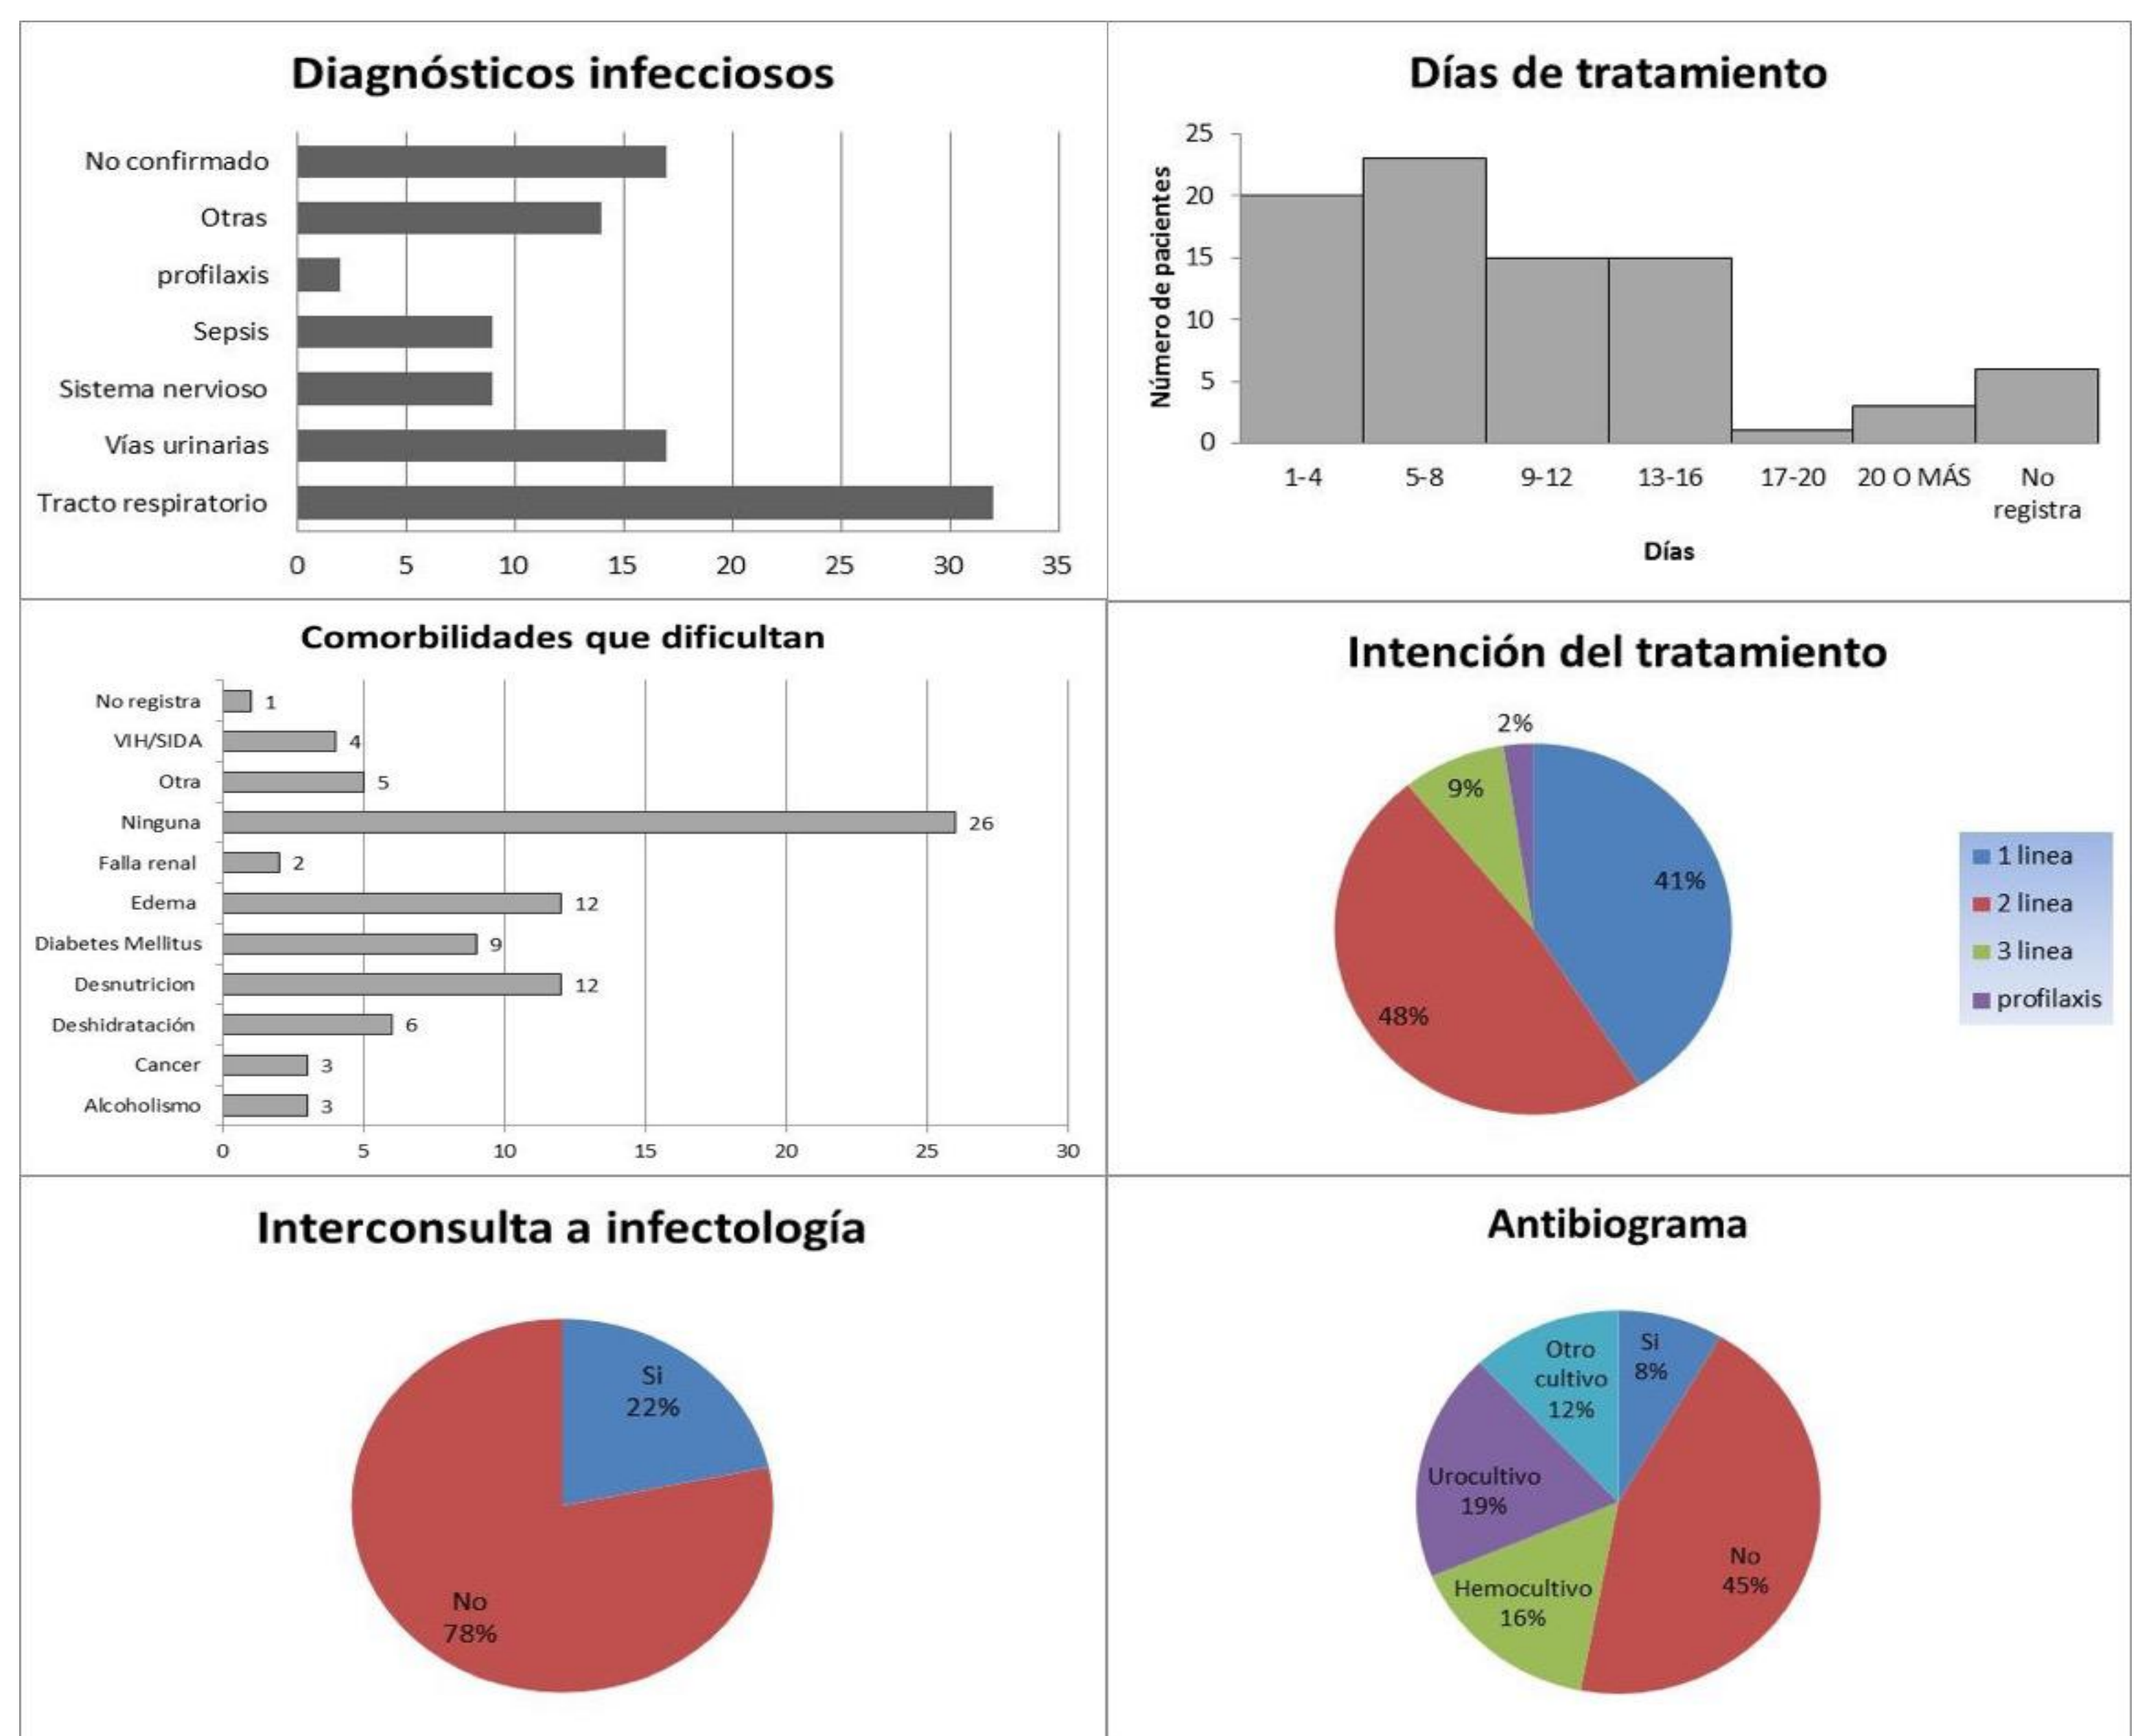 Diagnósticos infecciosos
No confirmado
Otras
profilaxis
Sepsis
Sistema nervioso
Vías urinarias
Tracto respiratorio
0 5 10 15 20 25 30 35
Días de tratamiento
Número de pacientes
25
20
15
10
5
0
1-4 5-8 9-12 13-16 17-20 20 O MÁS No
registra
Días
Comorbilidades que dificultan
No registra 1
VIH/SIDA 4
Otra 5
Ninguna 26
Falla renal 2
Edema 12
Diabetes Mellitus 9
Desnutricion 12
Deshidratación 6
Cancer 3
Alcoholismo 3
0 5 10 15 20 25 30
Intención del tratamiento
2%
9%
41%
48%
1 linea
2 linea
3 linea
profilaxis
Interconsulta a infectología
Si
22%
No
78%
Antibiograma
Si
8%
Otro
cultivo
12%
Urocultivo
19%
Hemocultivo
16%
No
45%